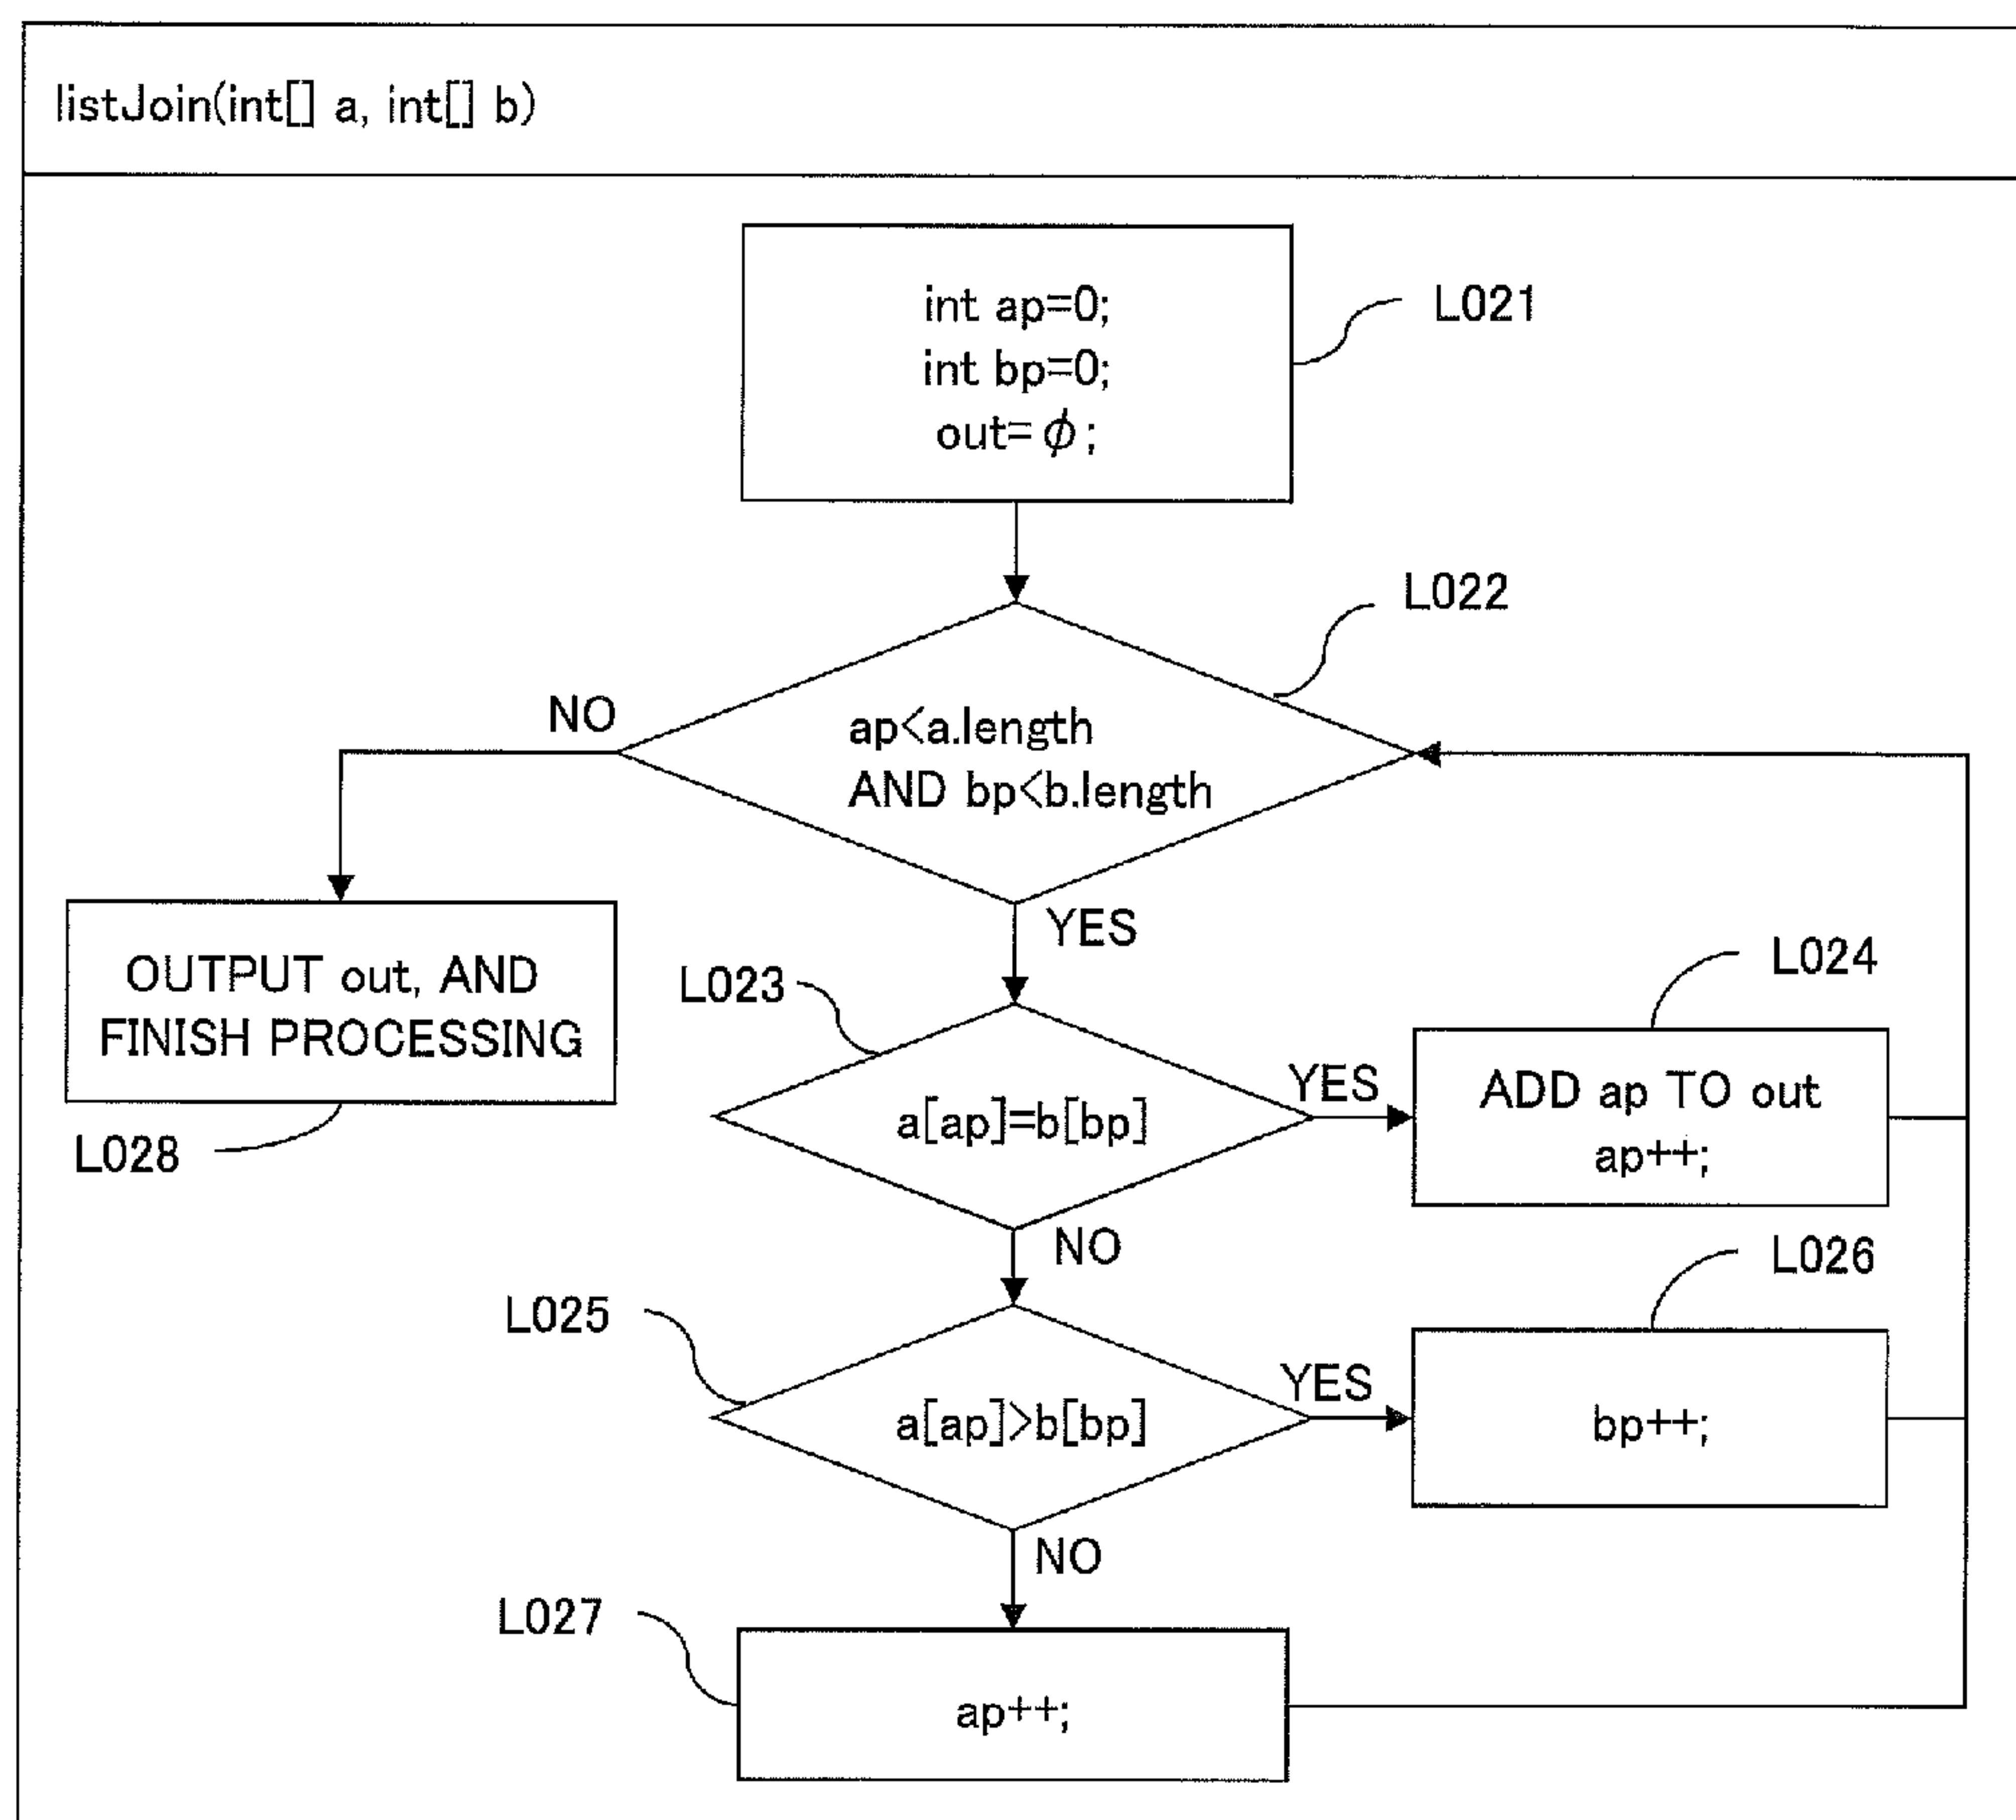 listJoin(int[] a, int[] b)
int ap=0;
int bp=0;
out=ϕ;
L021
L022
NO
ap<a.length
AND bp<b.length
YES
OUTPUT out, AND
FINISH PROCESSING
L028
L023
a[ap]=b[bp]
YES
L024
ADD ap TO out
ap++;
NO
L025
a[ap]>b[bp]
YES
L026
bp++;
NO
L027
ap++;